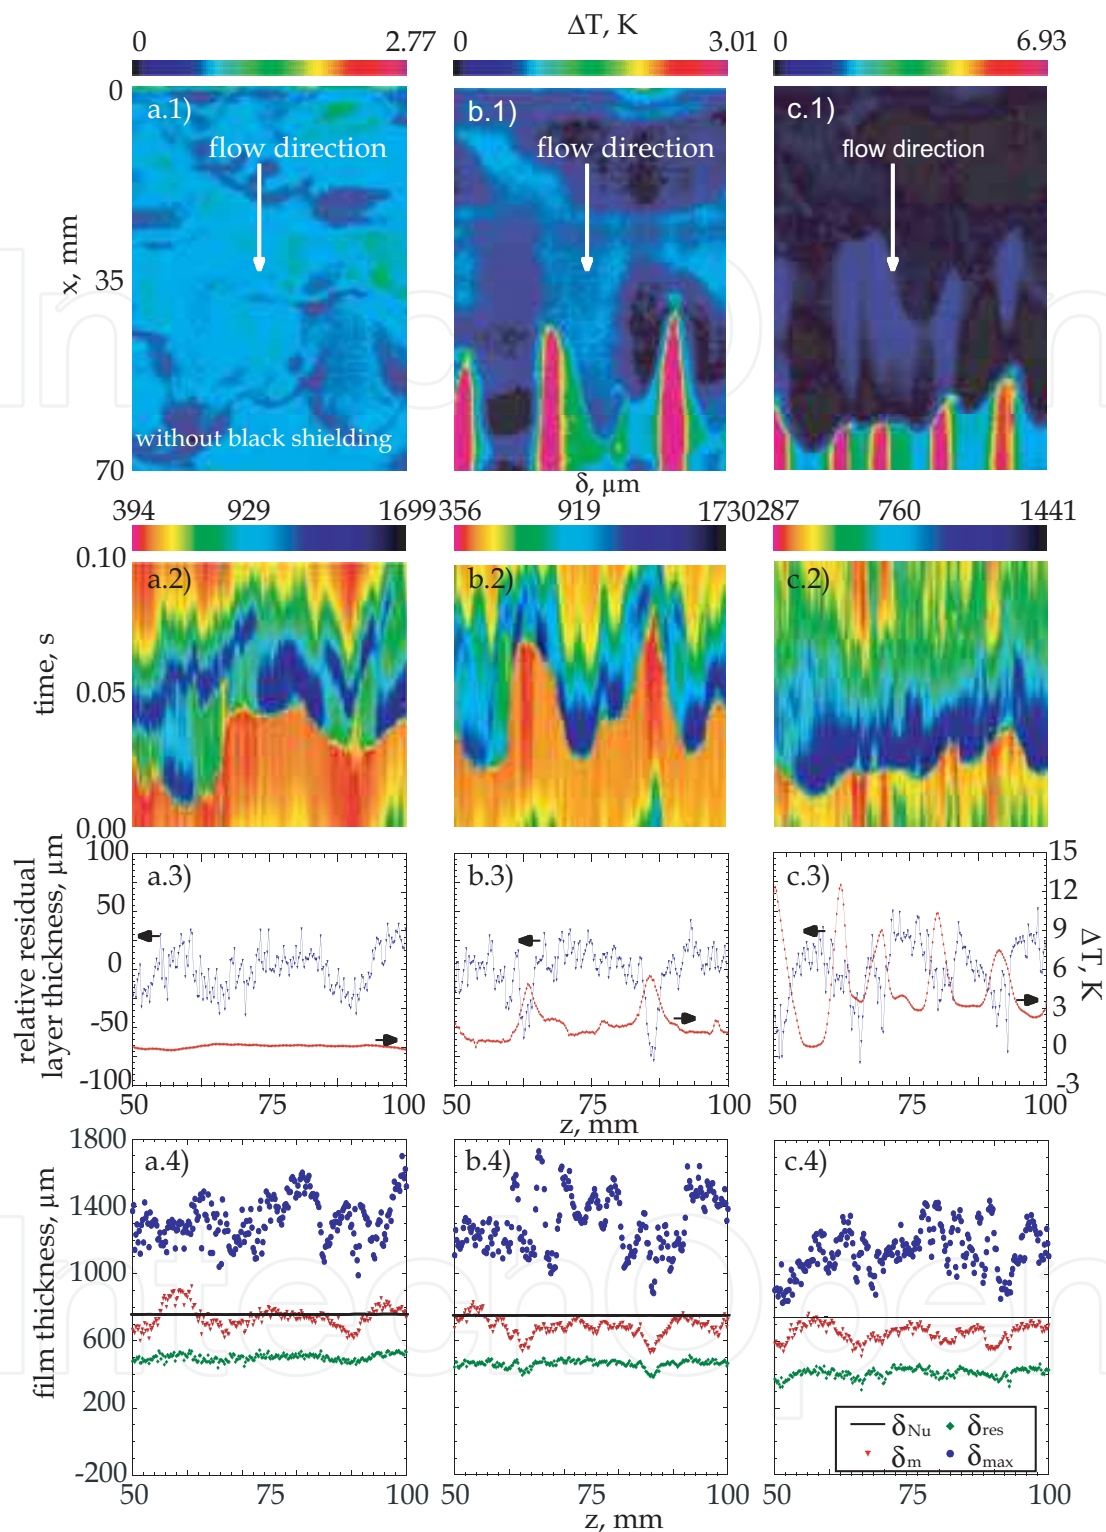 ΔT, K
0 2.77 0 3.01 0 6.93
0
a.1) b.1) c.1)
flow direction flow direction flow direction
x, mm
35
without black shielding
70
δ, µm
394 929 1699 356 919 1730 287 760 1441
0.10
a.2) b.2) c.2)
time, s
0.05
0.00
relative residual
layer thickness, µm
100
50
0
-50
-100
a.3) b.3) c.3)
15
12
9
6
3
0
-3
ΔT, K
50 75 100 50 75 100 50 75 100
z, mm
film thickness, µm
1800
1400
1000
600
200
-200
a.4) b.4) c.4)
δNu δres
δm δmax
50 75 100 50 75 100 50 75 100
z, mm
InTechOpen
InTechOpen